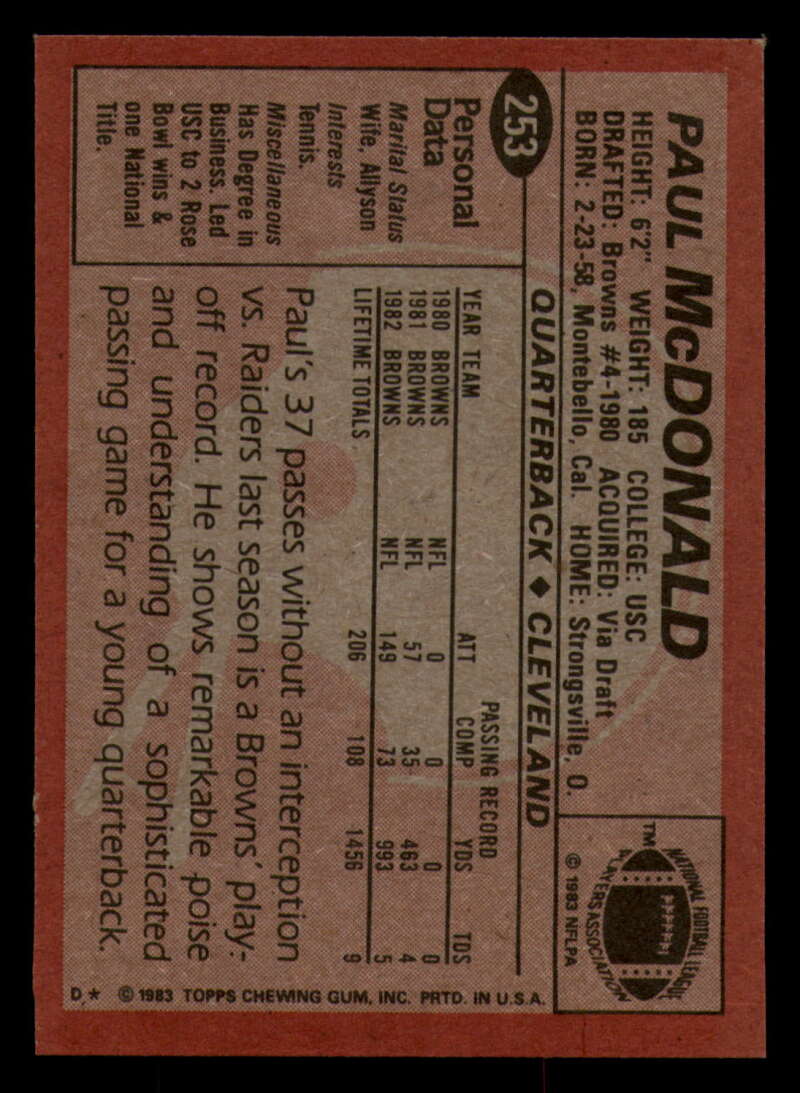 PAUL McDONALD
HEIGHT: 6'2" WEIGHT: 185 COLLEGE: USC
DRAFTED: Browns #4-1980 ACQUIRED: Via Draft
BORN: 2-23-58, Montebello, Cal. HOME: Strongsville, O.
NATIONAL FOOTBALL LEAGUE
PLAYERS ASSOCIATION
TM
© 1983 NFLPA
253
QUARTERBACK ♦ CLEVELAND
Personal
Data
Marital Status
Wife, Allyson
Interests
Tennis.
Miscellaneous
Has Degree in
Business. Led
USC to 2 Rose
Bowl wins &
one National
Title.
PASSING RECORD
YEAR TEAM ATT COMP YDS TDS
1980 BROWNS NFL 0 0 0 0
1981 BROWNS NFL 57 35 463 4
1982 BROWNS NFL 149 73 993 5
LIFETIME TOTALS 206 108 1456 9
Paul's 37 passes without an interception
vs. Raiders last season is a Browns' play-
off record. He shows remarkable poise
and understanding of a sophisticated
passing game for a young quarterback.
D* © 1983 TOPPS CHEWING GUM, INC. PRTD. IN U.S.A.